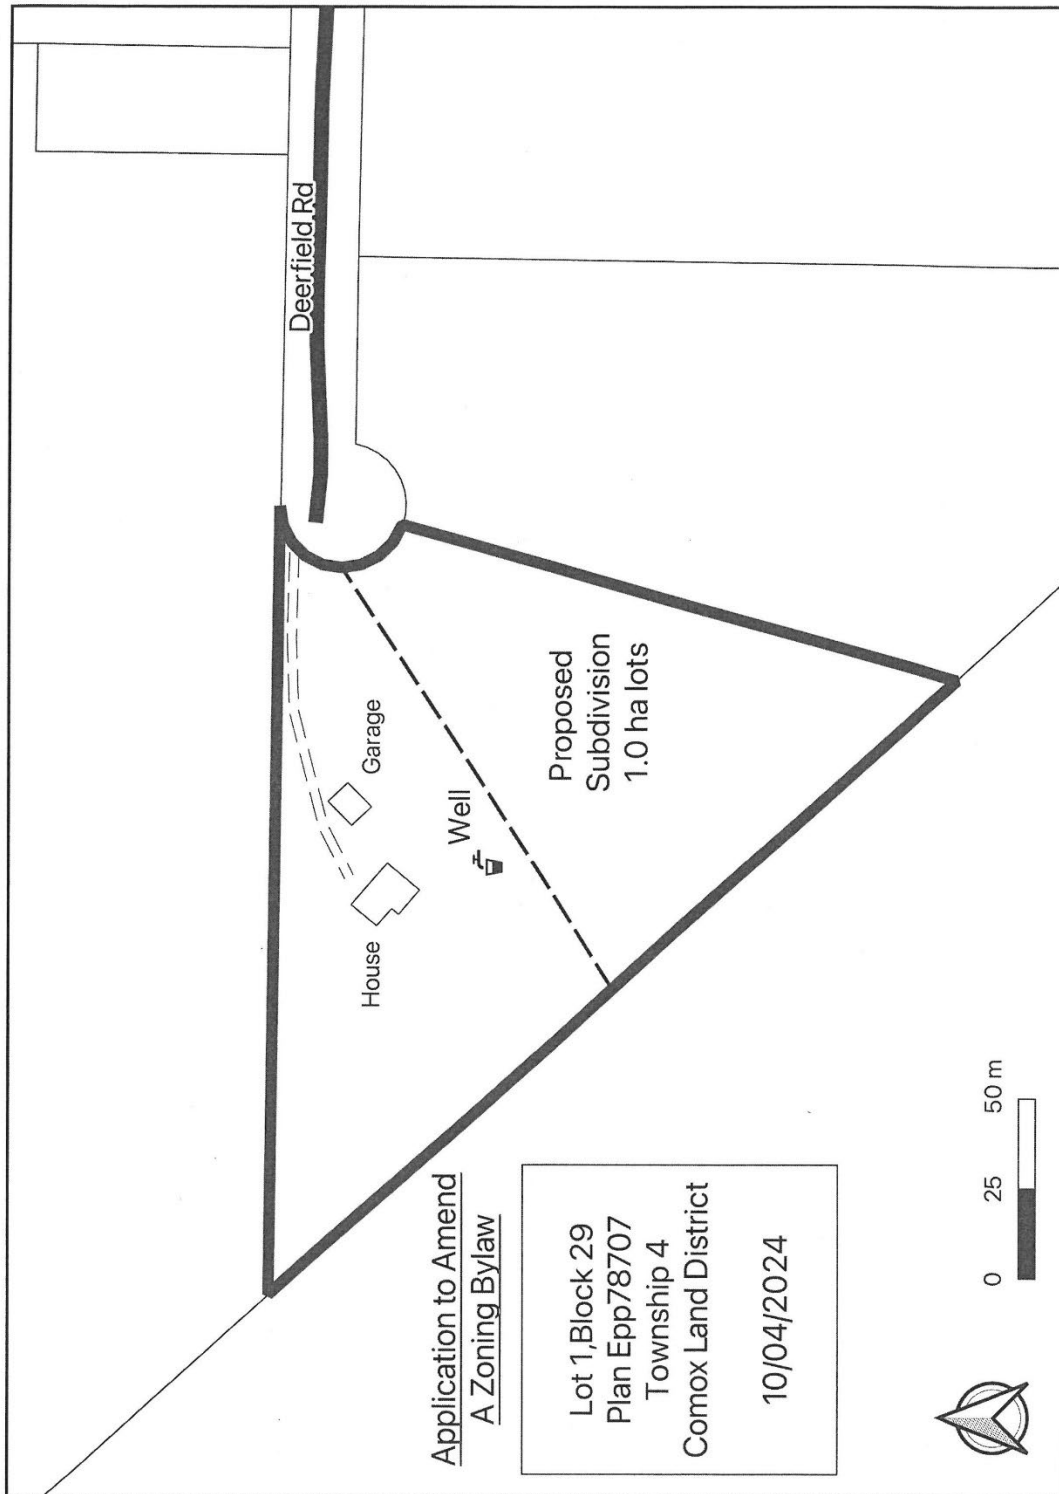 Deerfield Rd
Garage
Well
House
Proposed
Subdivision
1.0 ha lots
Application to Amend
A Zoning Bylaw
Lot 1,Block 29
Plan Epp78707
Township 4
Comox Land District
10/04/2024
0 25 50 m